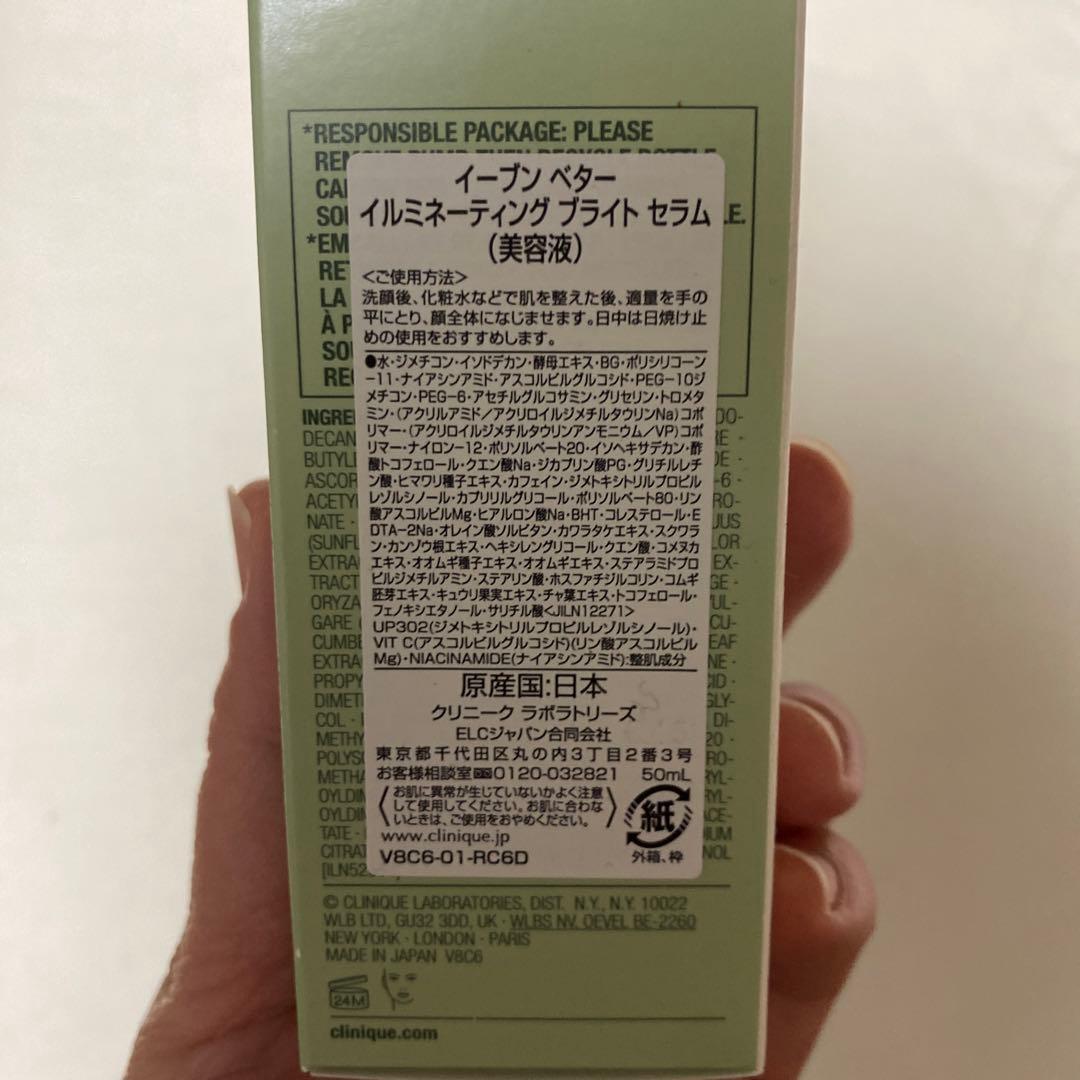 *RESPONSIBLE PACKAGE: PLEASE
イーブン ベター
イルミネーティング ブライト セラム
（美容液）
＜ご使用方法＞
洗顔後、化粧水などで肌を整えた後、適量を手の
平にとり、顔全体になじませます。日中は日焼け止
めの使用をおすすめします。
●水・ジメチコン・イソドデカン・酵母エキス・BG・ポリシリコーン
-11・ナイアシンアミド・アスコルビルグルコシド・PEG-10ジ
メチコン・PEG-6・アセチルグルコサミン・グリセリン・トロメタ
ミン・(アクリルアミド／アクリロイルジメチルタウリンNa)コポ
リマー・(アクリロイルジメチルタウリンアンモニウム／VP)コポ
リマー・ナイロン-12・ポリソルベート20・イソヘキサデカン・酢
酸トコフェロール・クエン酸Na・ジカプリン酸PG・グリチルレチ
ン酸・ヒマワリ種子エキス・カフェイン・ジメトキシトリルプロピル
レゾルシノール・カプリリルグリコール・ポリソルベート80・リン
酸アスコルビルMg・ヒアルロン酸Na・BHT・コレステロール・E
DTA-2Na・オレイン酸ソルビタン・カワラタケエキス・スクワラ
ン・カンゾウ根エキス・ヘキシレングリコール・クエン酸・コメヌカ
エキス・オオムギ種子エキス・オオムギエキス・ステアラミドプロ
ピルジメチルアミン・ステアリン酸・ホスファチジルコリン・コムギ
胚芽エキス・キュウリ果実エキス・チャ葉エキス・トコフェロール・
フェノキシエタノール・サリチル酸<JILN12271>
UP302(ジメトキシトリルプロピルレゾルシノール)・
VIT C(アスコルビルグルコシド)(リン酸アスコルビル
Mg)・NIACINAMIDE(ナイアシンアミド):整肌成分
原産国:日本
クリニーク ラボラトリーズ
ELCジャパン合同会社
東京都千代田区丸の内3丁目2番3号
お客様相談室 0120-032821 50mL
お肌に異常が生じていないかよく注意
して使用してください。お肌に合わな
いときは、ご使用をおやめください。
www.clinique.jp
V8C6-01-RC6D
紙
外箱、枠
© CLINIQUE LABORATORIES, DIST. N.Y., N.Y. 10022
WLB LTD, GU32 3DD, UK · WLBS NV, OEVEL BE-2260
NEW YORK · LONDON · PARIS
MADE IN JAPAN V8C6
24M
clinique.com